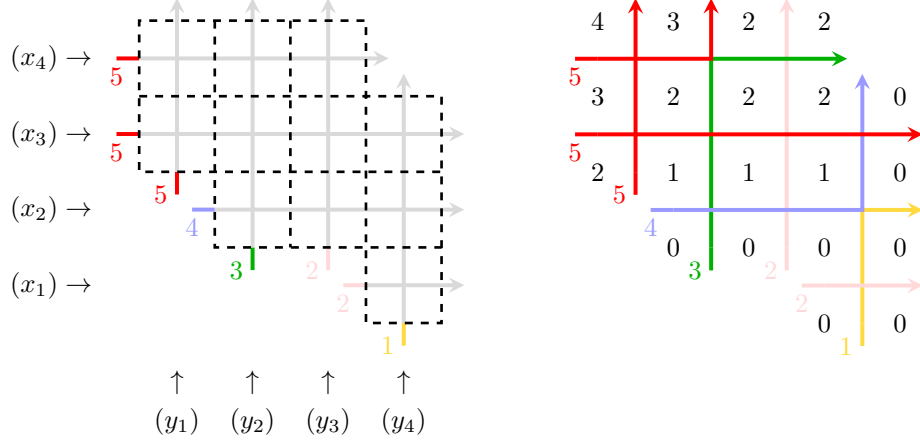 (x₄) →
5
(x₃) →
5
5
(x₂) →
4
3
2
(x₁) →
2
1
↑ ↑ ↑ ↑
(y₁) (y₂) (y₃) (y₄)
4 3 2 2
5
3 2 2 2 0
5
2 1 1 1 0
5
4
0 0 0 0
3 2
2
0 0
1